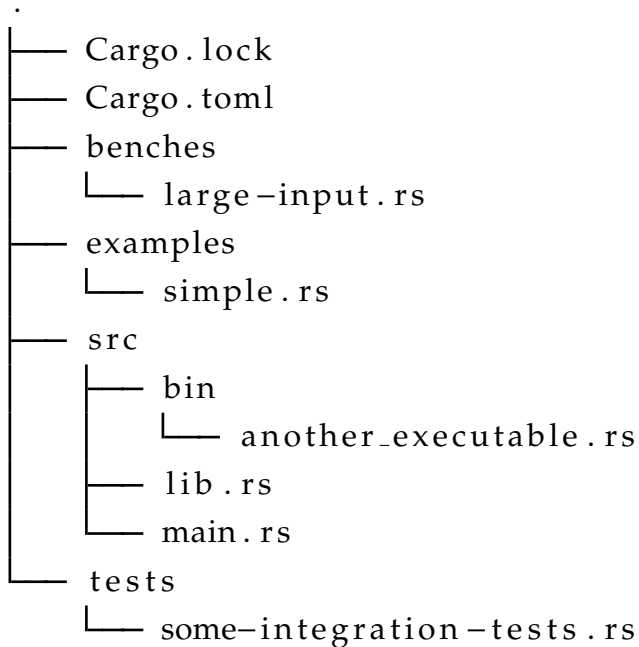 .
├── Cargo.lock
├── Cargo.toml
├── benches
│   └── large-input.rs
├── examples
│   └── simple.rs
├── src
│   ├── bin
│   │   └── another_executable.rs
│   ├── lib.rs
│   └── main.rs
└── tests
    └── some-integration-tests.rs